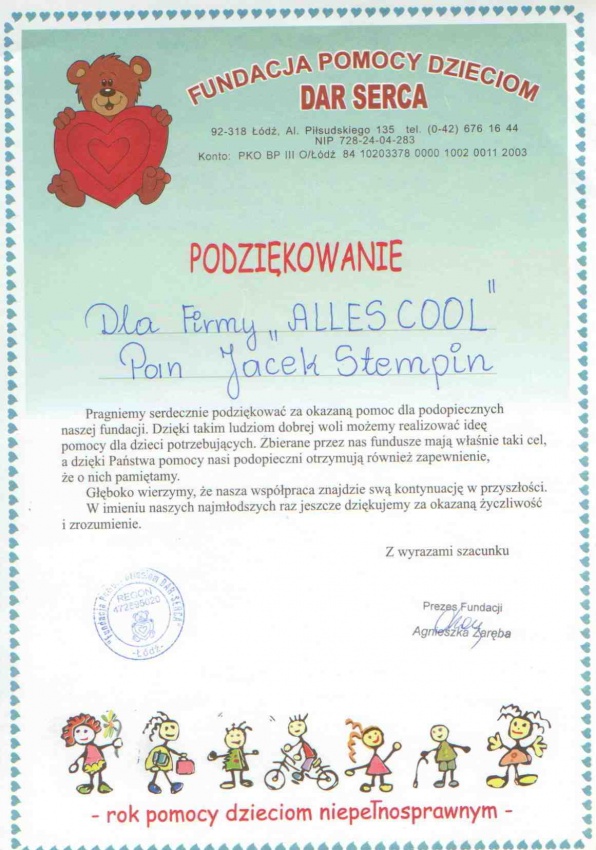 FUNDACJA POMOCY DZIECIOM
DAR SERCA
92-318 Łódź, Al. Piłsudskiego 135 tel. (0-42) 676 16 44
NIP 728-24-04-283
Konto: PKO BP III O/Łódź 84 10203378 0000 1002 0011 2003
PODZIĘKOWANIE
Dla Firmy „ALLES COOL"
Pan Jacek Stempin
Pragniemy serdecznie podziękować za okazaną pomoc dla podopiecznych
naszej fundacji. Dzięki takim ludziom dobrej woli możemy realizować ideę
pomocy dla dzieci potrzebujących. Zbierane przez nas fundusze mają właśnie taki cel,
a dzięki Państwa pomocy nasi podopieczni otrzymują również zapewnienie,
że o nich pamiętamy.
Głęboko wierzymy, że nasza współpraca znajdzie swą kontynuację w przyszłości.
W imieniu naszych najmłodszych raz jeszcze dziękujemy za okazaną życzliwość
i zrozumienie.
Z wyrazami szacunku
Prezes Fundacji
Agnieszka Zaręba
"Fundacja DAR-SERCA"
REGON
-Łódź-
- rok pomocy dzieciom niepełnosprawnym -